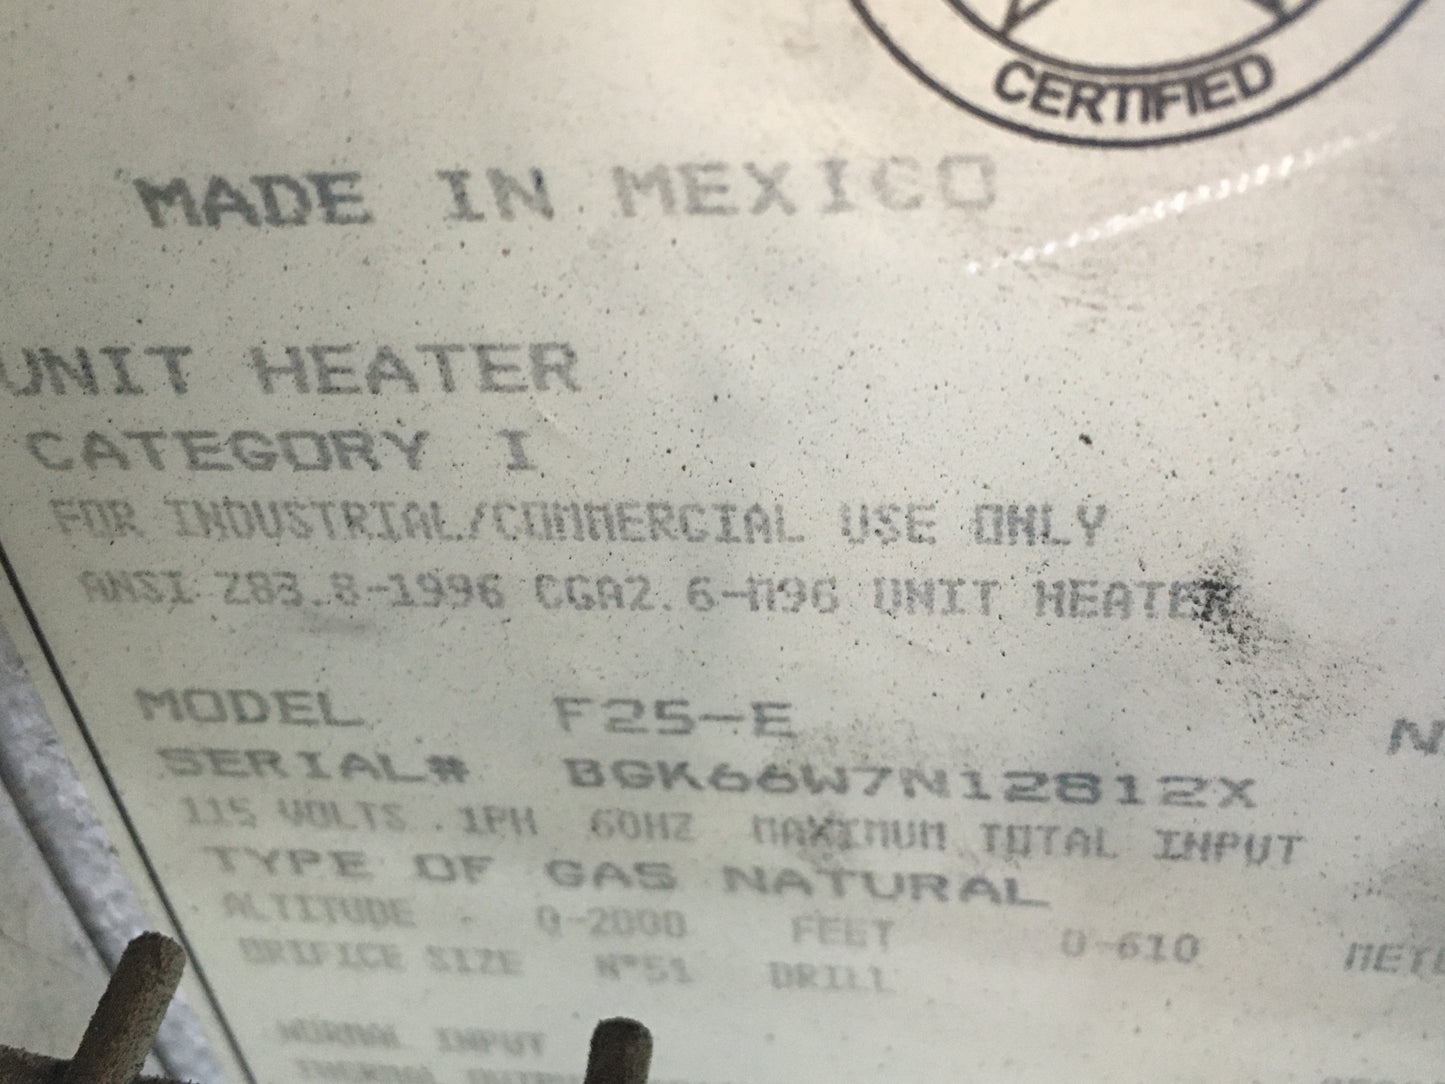 CERTIFIED
MADE IN MEXICO
UNIT HEATER
CATEGORY I
FOR INDUSTRIAL/COMMERCIAL USE ONLY
ANSI Z83.8-1996 CGA2.6-M96 UNIT HEATER
MODEL F25-E
SERIAL# BGK66W7N12812X
115 VOLTS . 1PH 60HZ MAXIMUM TOTAL INPUT
TYPE OF GAS NATURAL
ALTITUDE . 0-2000 FEET 0-610
ORIFICE SIZE N°51 DRILL
NORMAL INPUT